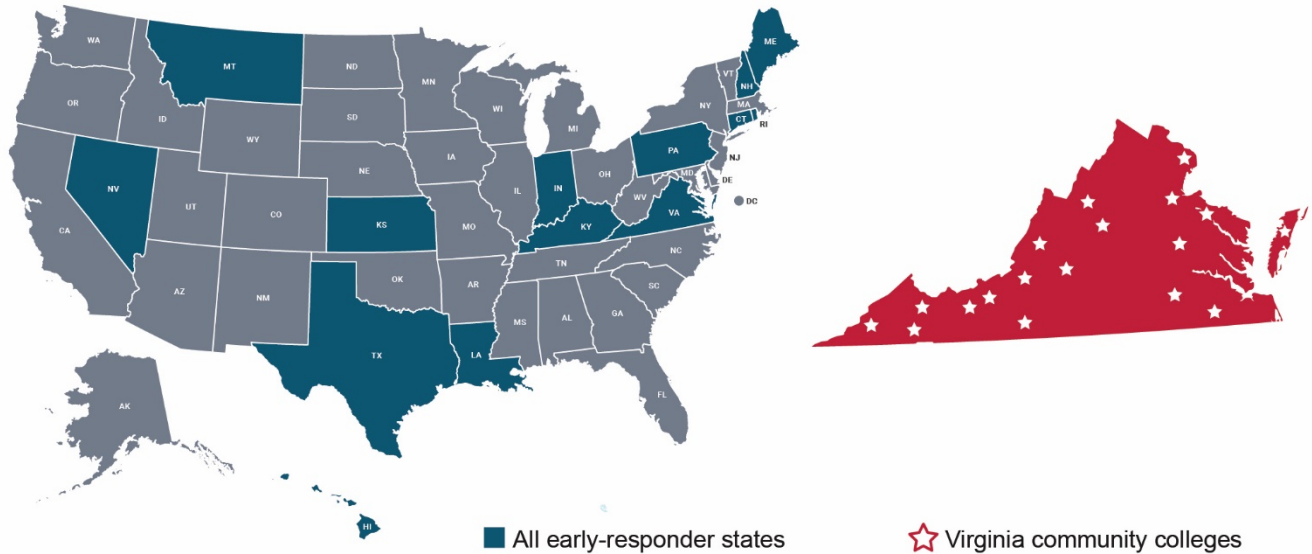 WA
MT
ND
MN
ME
VT
NH
OR
ID
WY
SD
WI
MI
NY
MA
CT
RI
NV
UT
CO
NE
IA
IL
IN
OH
PA
NJ
MD
DE
DC
WV
VA
CA
KS
MO
KY
AZ
NM
OK
AR
TN
NC
SC
TX
LA
MS
AL
GA
FL
AK
HI
All early-responder states
Virginia community colleges